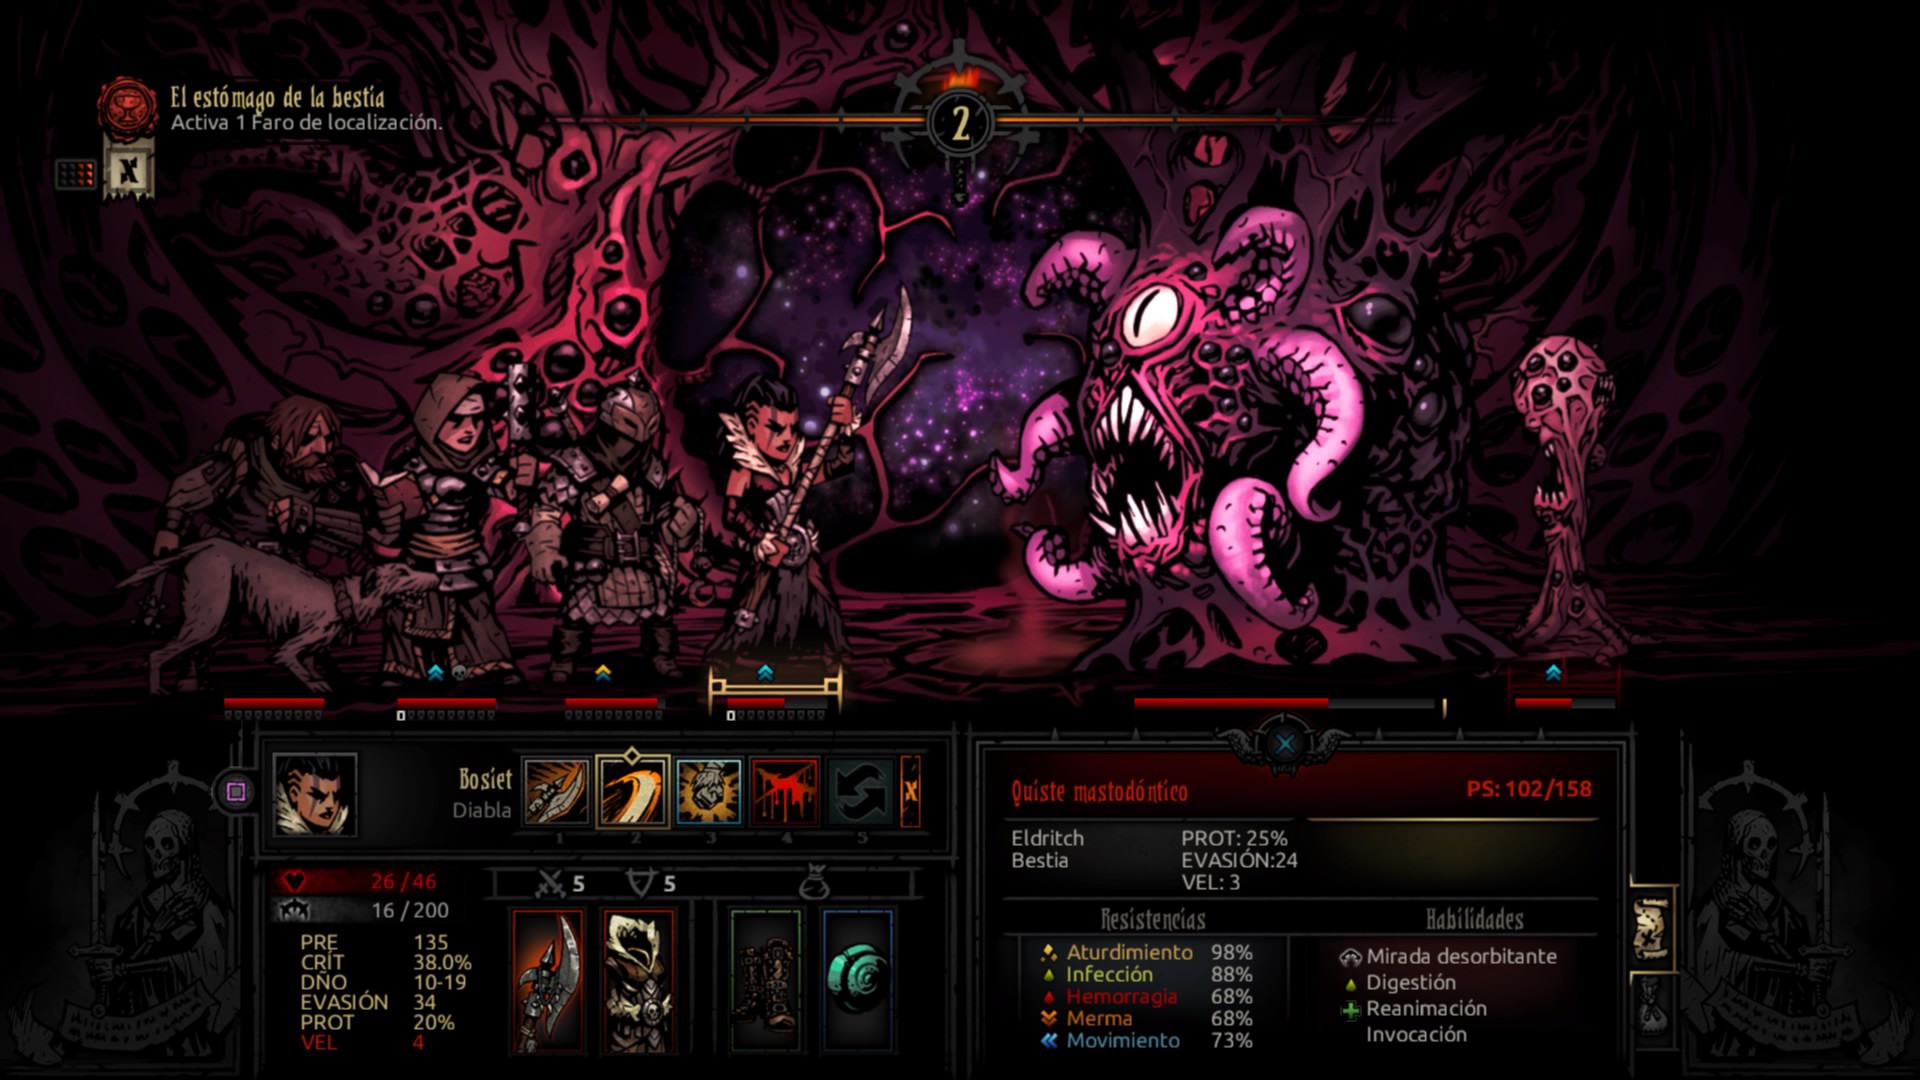 El estómago de la bestia
Activa 1 Faro de localización.
X
2
Bosiet
Diabla
1 2 3 4 5
X
26 / 46
16 / 200
5 5
PRE 135
CRÍT 38.0%
DÑO 10-19
EVASIÓN 34
PROT 20%
VEL 4
Quiste mastodóntico PS: 102/158
Eldritch PROT: 25%
Bestia EVASIÓN:24
VEL: 3
Resistencias Habilidades
Aturdimiento 98% Mirada desorbitante
Infección 88% Digestión
Hemorragia 68% Reanimación
Merma 68% Invocación
Movimiento 73%